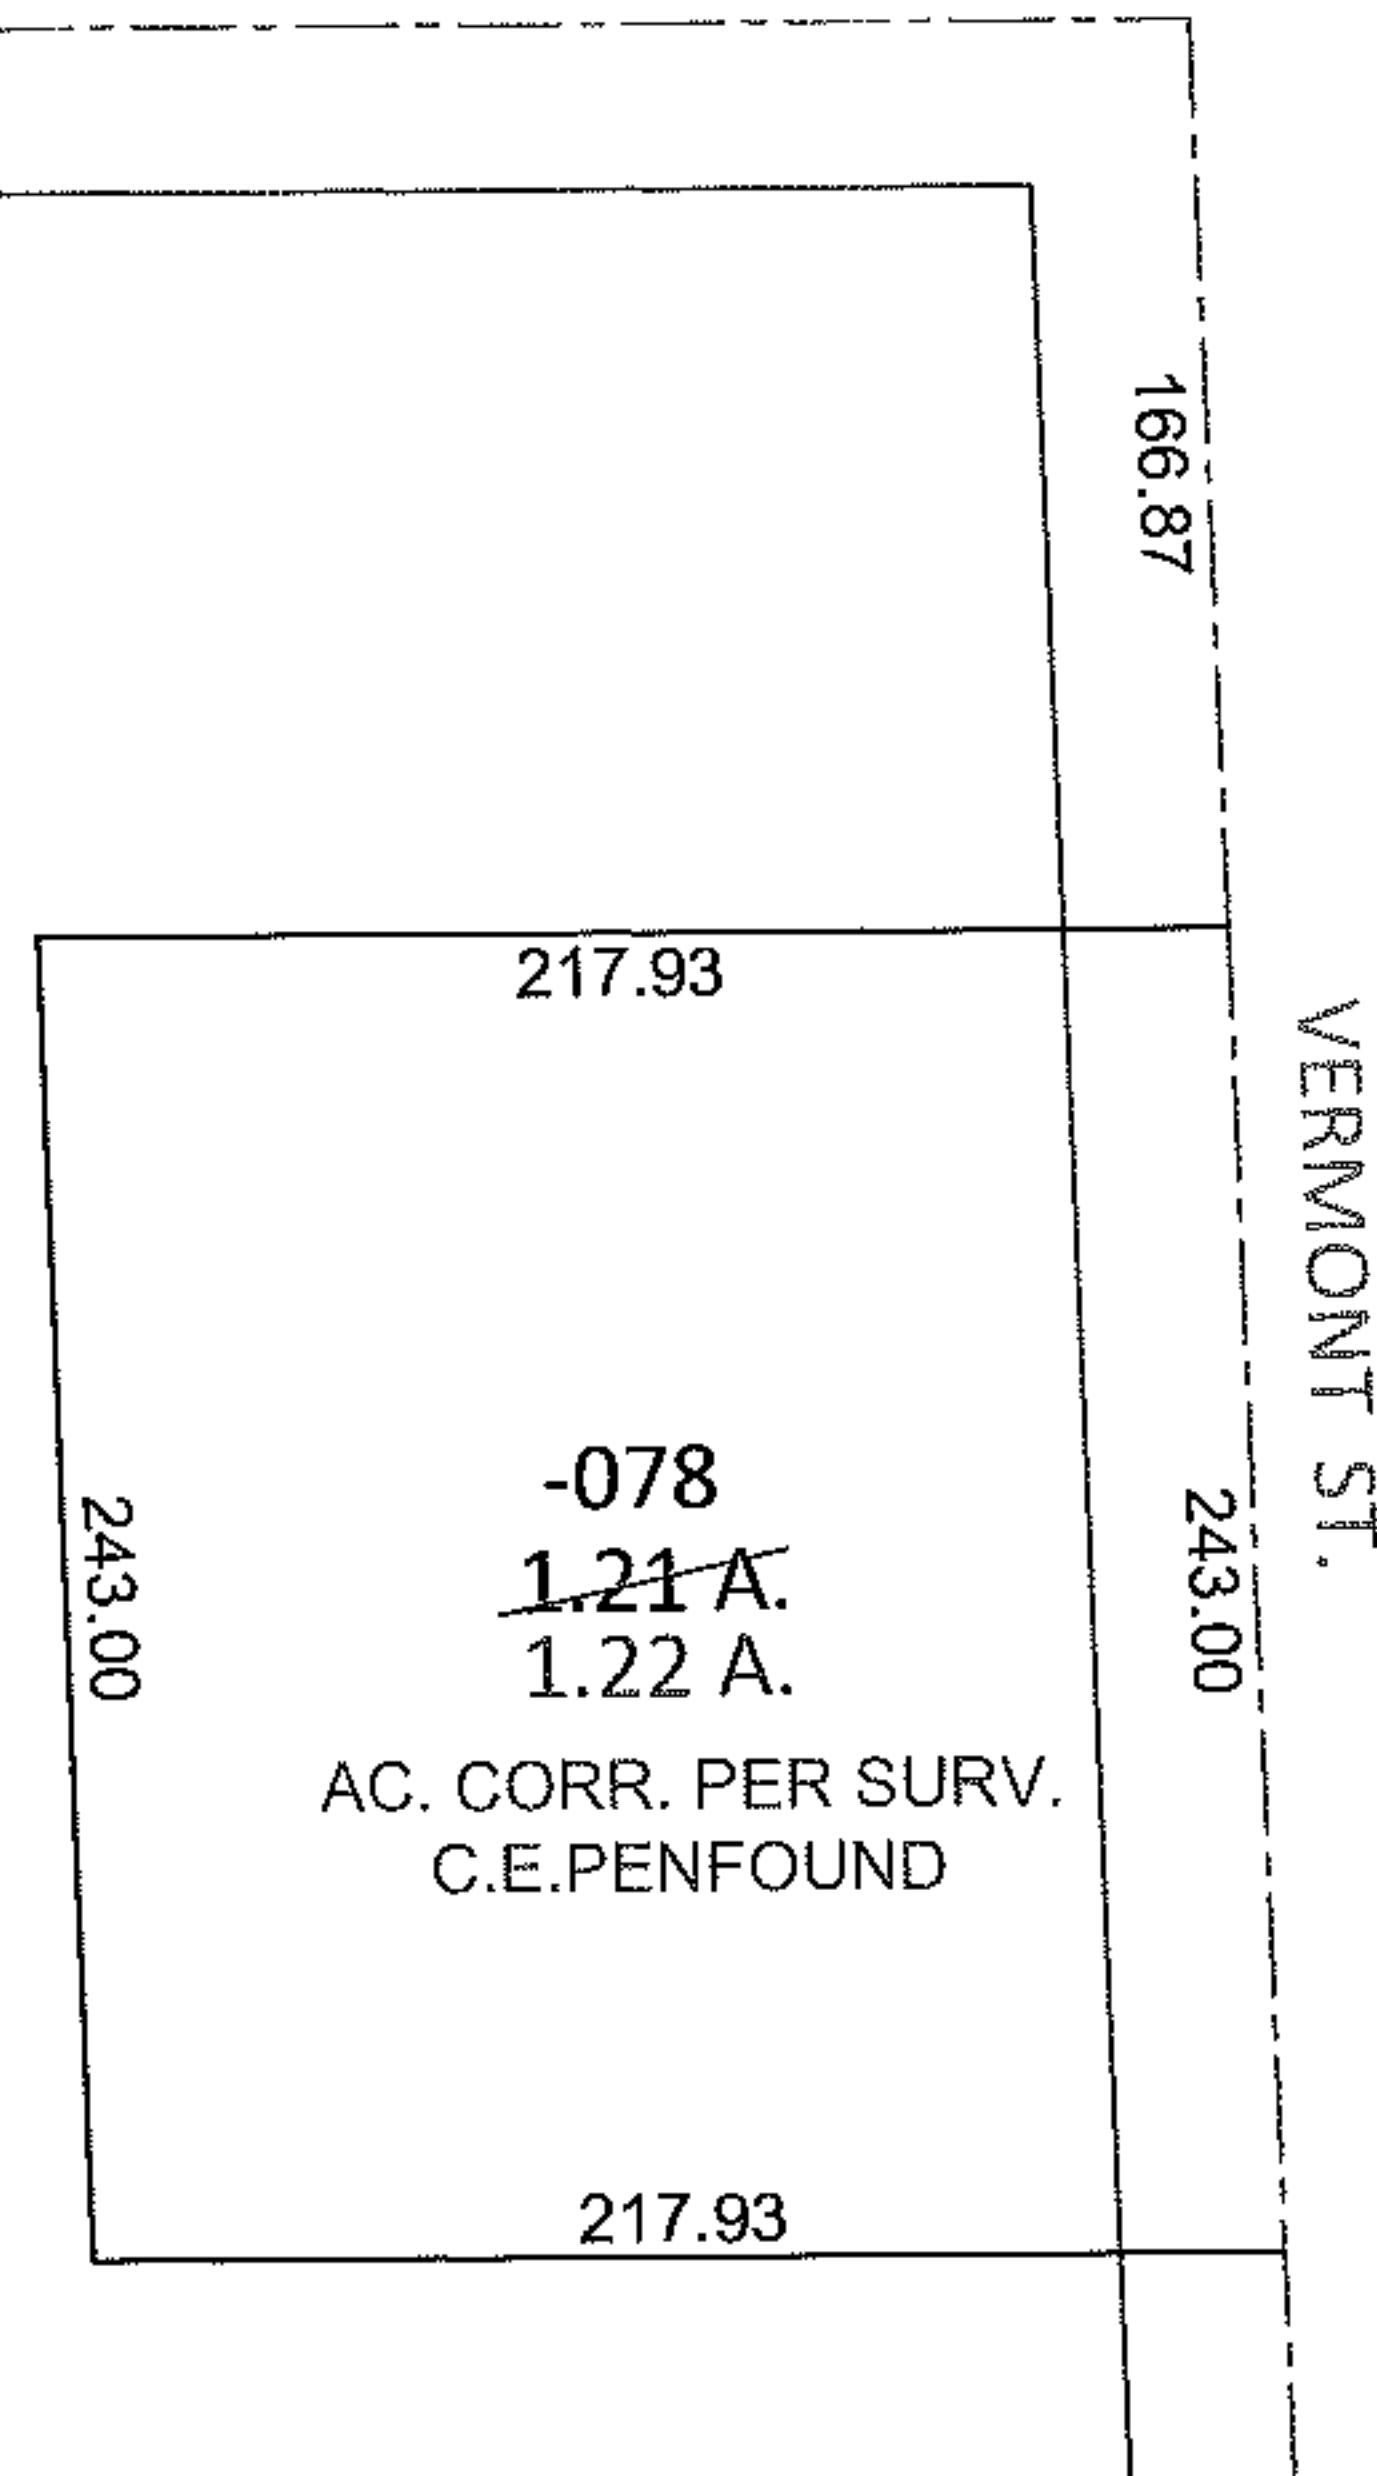 166.87
217.93
VERMONT ST.
-078
1.21 A.
1.22 A.
243.00
243.00
AC. CORR. PER SURV.
C.E.PENFOUND
217.93